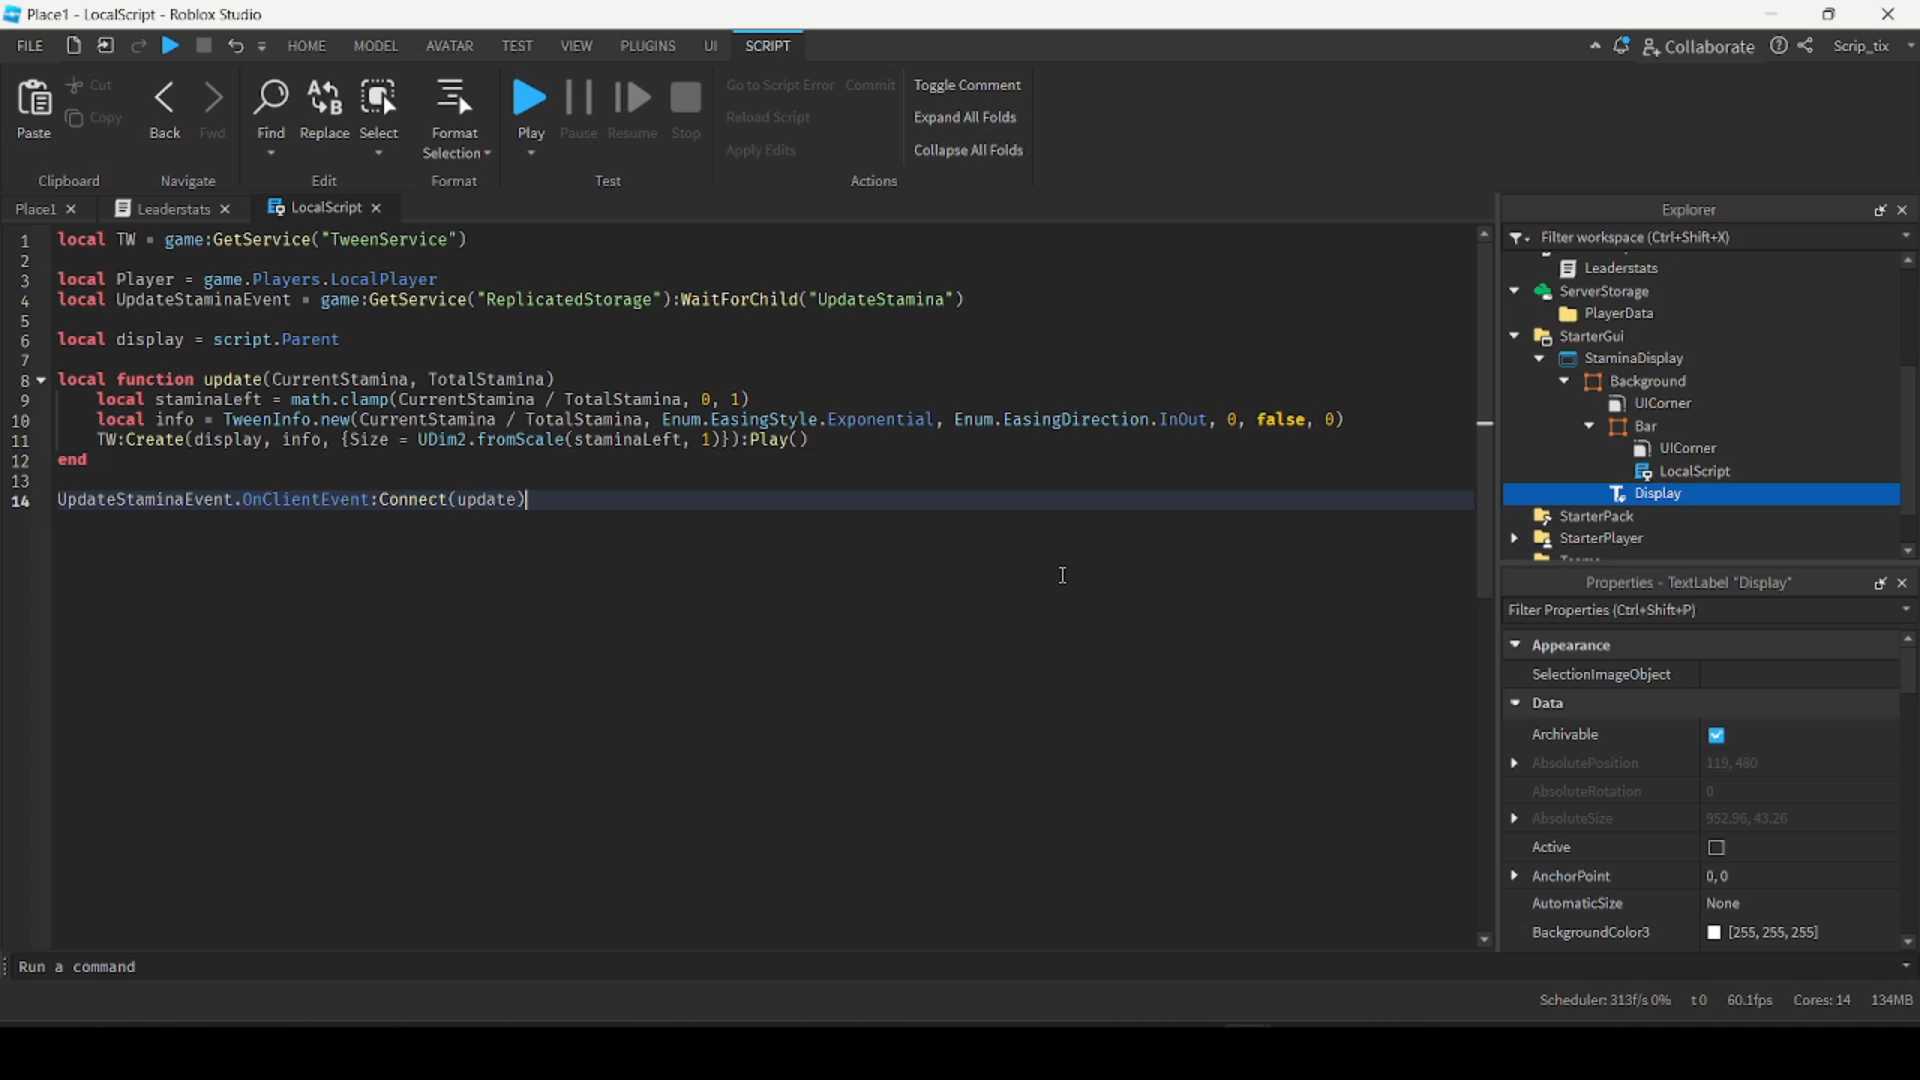 Place1 - LocalScript - Roblox Studio
FILE HOME MODEL AVATAR TEST VIEW PLUGINS UI SCRIPT Collaborate Scrip_tix
Paste
Cut
Copy
Clipboard
Back Fwd
Navigate
Find Replace Select
Edit
Format
Selection
Format
Play Pause Resume Stop
Test
Go to Script Error Commit
Reload Script
Apply Edits
Toggle Comment
Expand All Folds
Collapse All Folds
Actions
Place1 Leaderstats LocalScript
1 local TW = game:GetService("TweenService")
2
3 local Player = game.Players.LocalPlayer
4 local UpdateStaminaEvent = game:GetService("ReplicatedStorage"):WaitForChild("UpdateStamina")
5
6 local display = script.Parent
7
8 local function update(CurrentStamina, TotalStamina)
9 local staminaLeft = math.clamp(CurrentStamina / TotalStamina, 0, 1)
10 local info = TweenInfo.new(CurrentStamina / TotalStamina, Enum.EasingStyle.Exponential, Enum.EasingDirection.InOut, 0, false, 0)
11 TW:Create(display, info, {Size = UDim2.fromScale(staminaLeft, 1)}):Play()
12 end
13
14 UpdateStaminaEvent.OnClientEvent:Connect(update)
Explorer
Filter workspace (Ctrl+Shift+X)
Leaderstats
ServerStorage
PlayerData
StarterGui
StaminaDisplay
Background
UICorner
Bar
UICorner
LocalScript
Display
StarterPack
StarterPlayer
Properties - TextLabel "Display"
Filter Properties (Ctrl+Shift+P)
Appearance
SelectionImageObject
Data
Archivable
AbsolutePosition 119, 480
AbsoluteRotation 0
AbsoluteSize 952.96, 43.26
Active
AnchorPoint 0, 0
AutomaticSize None
BackgroundColor3 [255, 255, 255]
Run a command
Scheduler: 313f/s 0% t 0 60.1fps Cores: 14 134MB